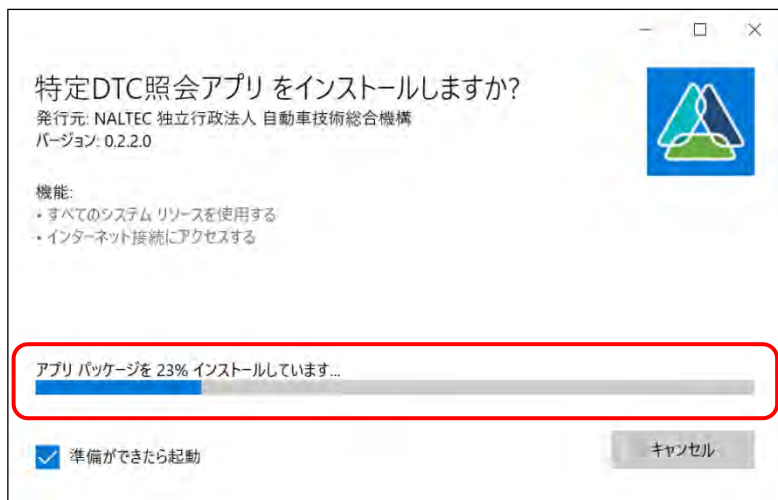 特定DTC照会アプリ をインストールしますか?
発行元: NALTEC 独立行政法人 自動車技術総合機構
バージョン: 0.2.2.0
機能:
・すべてのシステム リソースを使用する
・インターネット接続にアクセスする
アプリ パッケージを 23% インストールしています...
準備ができたら起動
キャンセル